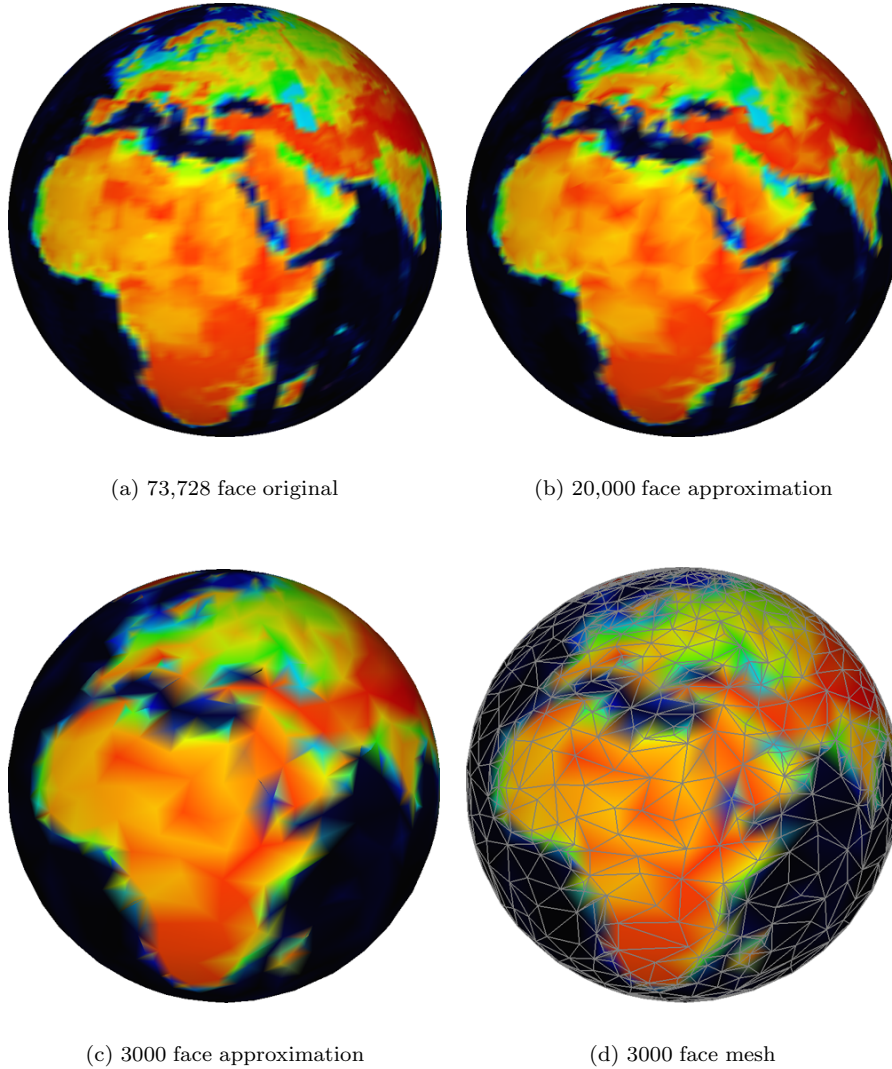 (a) 73,728 face original
(b) 20,000 face approximation
(c) 3000 face approximation
(d) 3000 face mesh